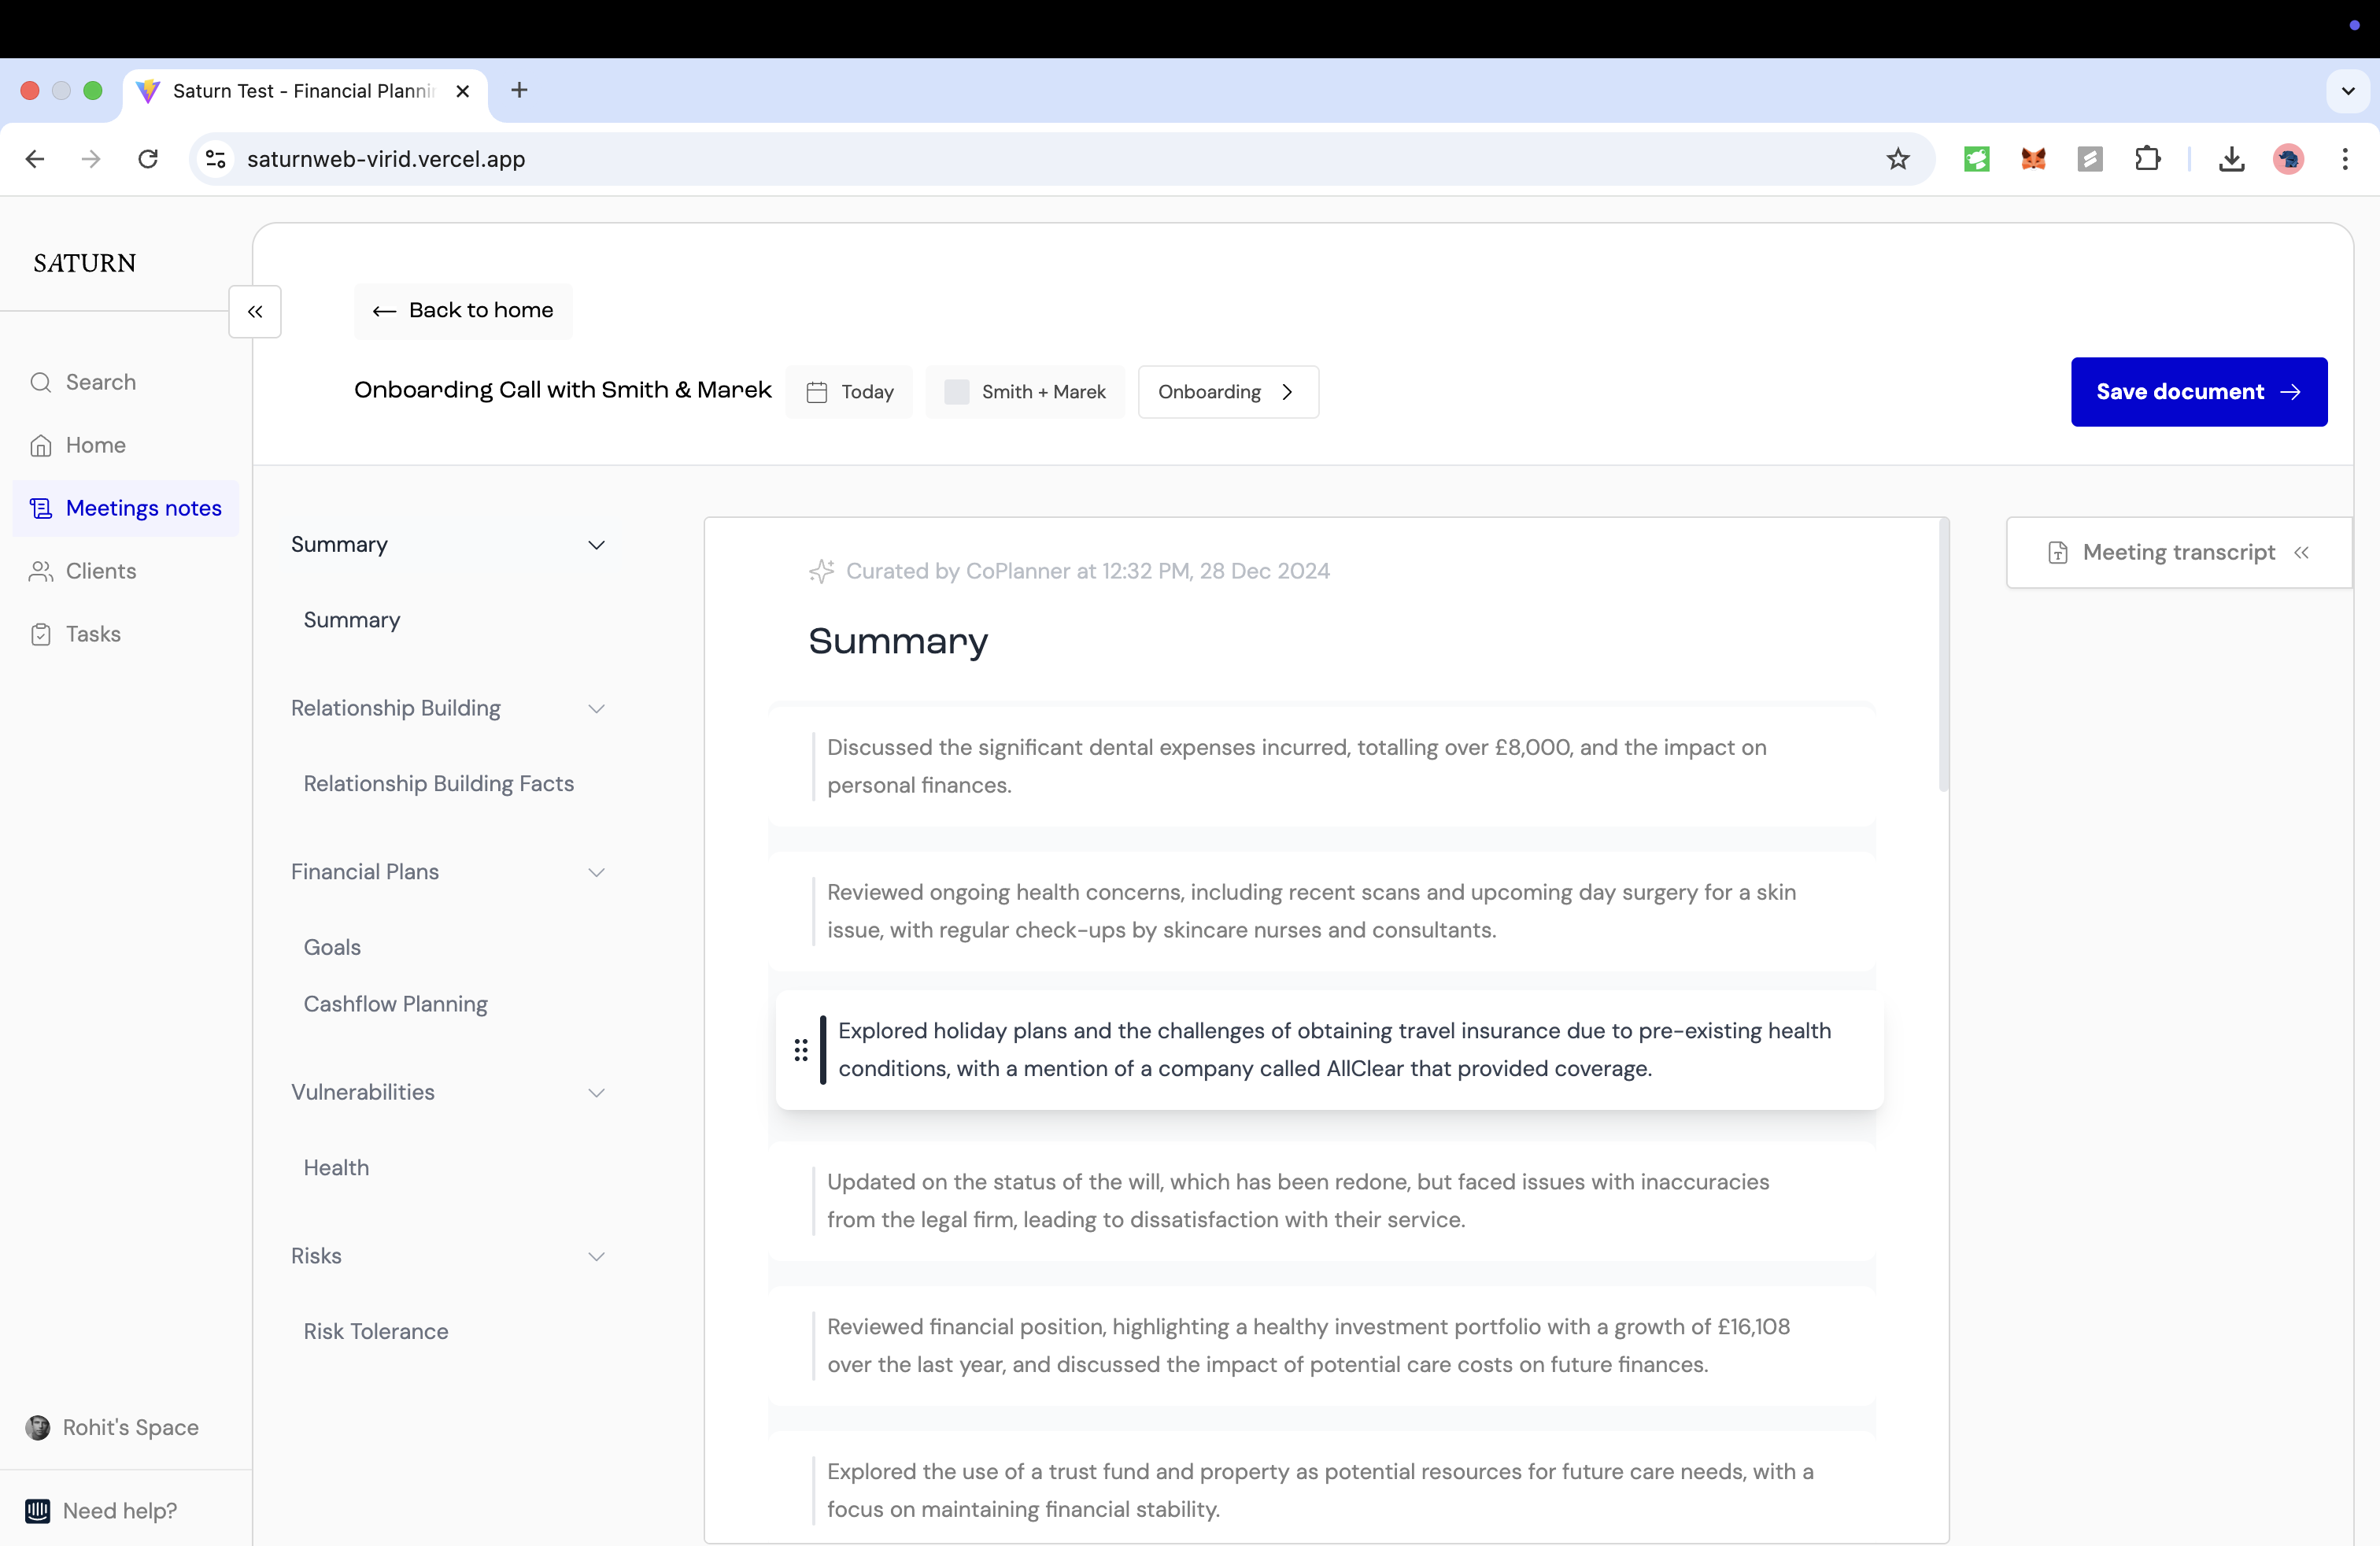 Saturn Test - Financial Plannin
saturnweb-virid.vercel.app
SATURN
Search
Home
Meetings notes
Clients
Tasks
Rohit's Space
Need help?
Back to home
Onboarding Call with Smith & Marek
Today
Smith + Marek
Onboarding
Save document
Summary
Summary
Relationship Building
Relationship Building Facts
Financial Plans
Goals
Cashflow Planning
Vulnerabilities
Health
Risks
Risk Tolerance
Curated by CoPlanner at 12:32 PM, 28 Dec 2024
Summary
Discussed the significant dental expenses incurred, totalling over £8,000, and the impact on
personal finances.
Reviewed ongoing health concerns, including recent scans and upcoming day surgery for a skin
issue, with regular check-ups by skincare nurses and consultants.
Explored holiday plans and the challenges of obtaining travel insurance due to pre-existing health
conditions, with a mention of a company called AllClear that provided coverage.
Updated on the status of the will, which has been redone, but faced issues with inaccuracies
from the legal firm, leading to dissatisfaction with their service.
Reviewed financial position, highlighting a healthy investment portfolio with a growth of £16,108
over the last year, and discussed the impact of potential care costs on future finances.
Explored the use of a trust fund and property as potential resources for future care needs, with a
focus on maintaining financial stability.
Meeting transcript